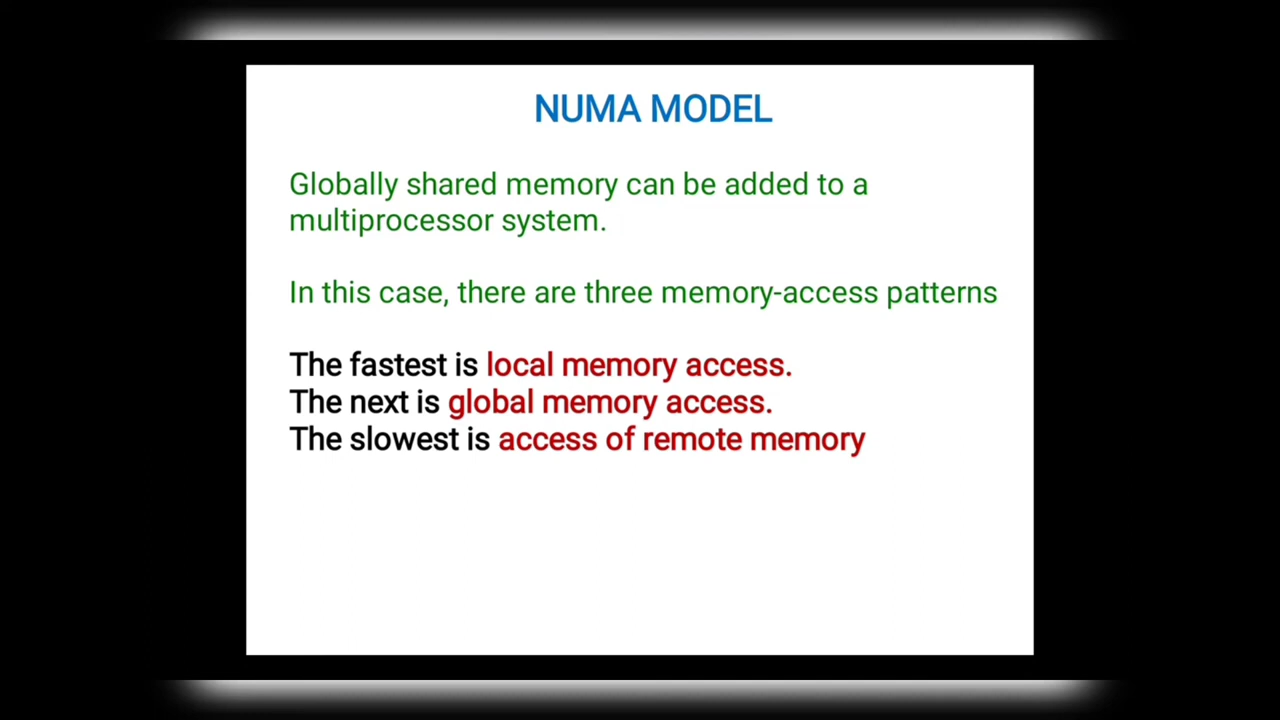 NUMA MODEL
Globally shared memory can be added to a
multiprocessor system.
In this case, there are three memory-access patterns
The fastest is local memory access.
The next is global memory access.
The slowest is access of remote memory